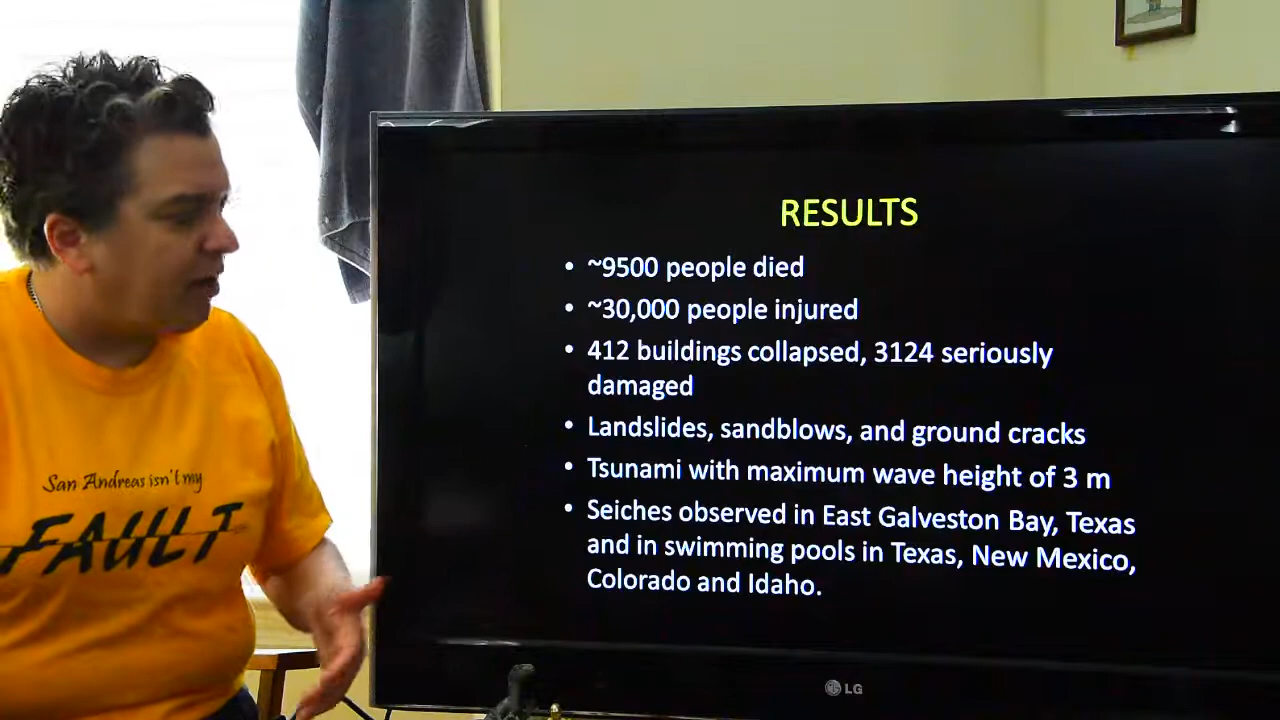 RESULTS
• ~9500 people died
• ~30,000 people injured
• 412 buildings collapsed, 3124 seriously
damaged
• Landslides, sandblows, and ground cracks
• Tsunami with maximum wave height of 3 m
• Seiches observed in East Galveston Bay, Texas
and in swimming pools in Texas, New Mexico,
Colorado and Idaho.
San Andreas isn't my
FAULT
LG